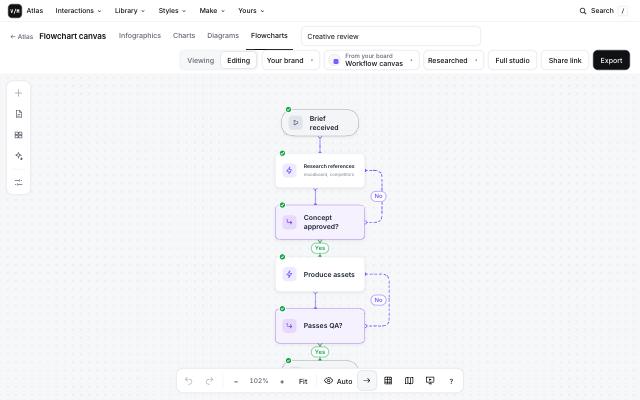 V/M Atlas Interactions Library Styles Make Yours Search /
← Atlas Flowchart canvas Infographics Charts Diagrams Flowcharts Creative review
Viewing Editing Your brand From your board Workflow canvas Researched Full studio Share link Export
Brief received
Research references
moodboard, competitors
No
Concept approved?
Yes
Produce assets
No
Passes QA?
Yes
− 102% + Fit Auto ?